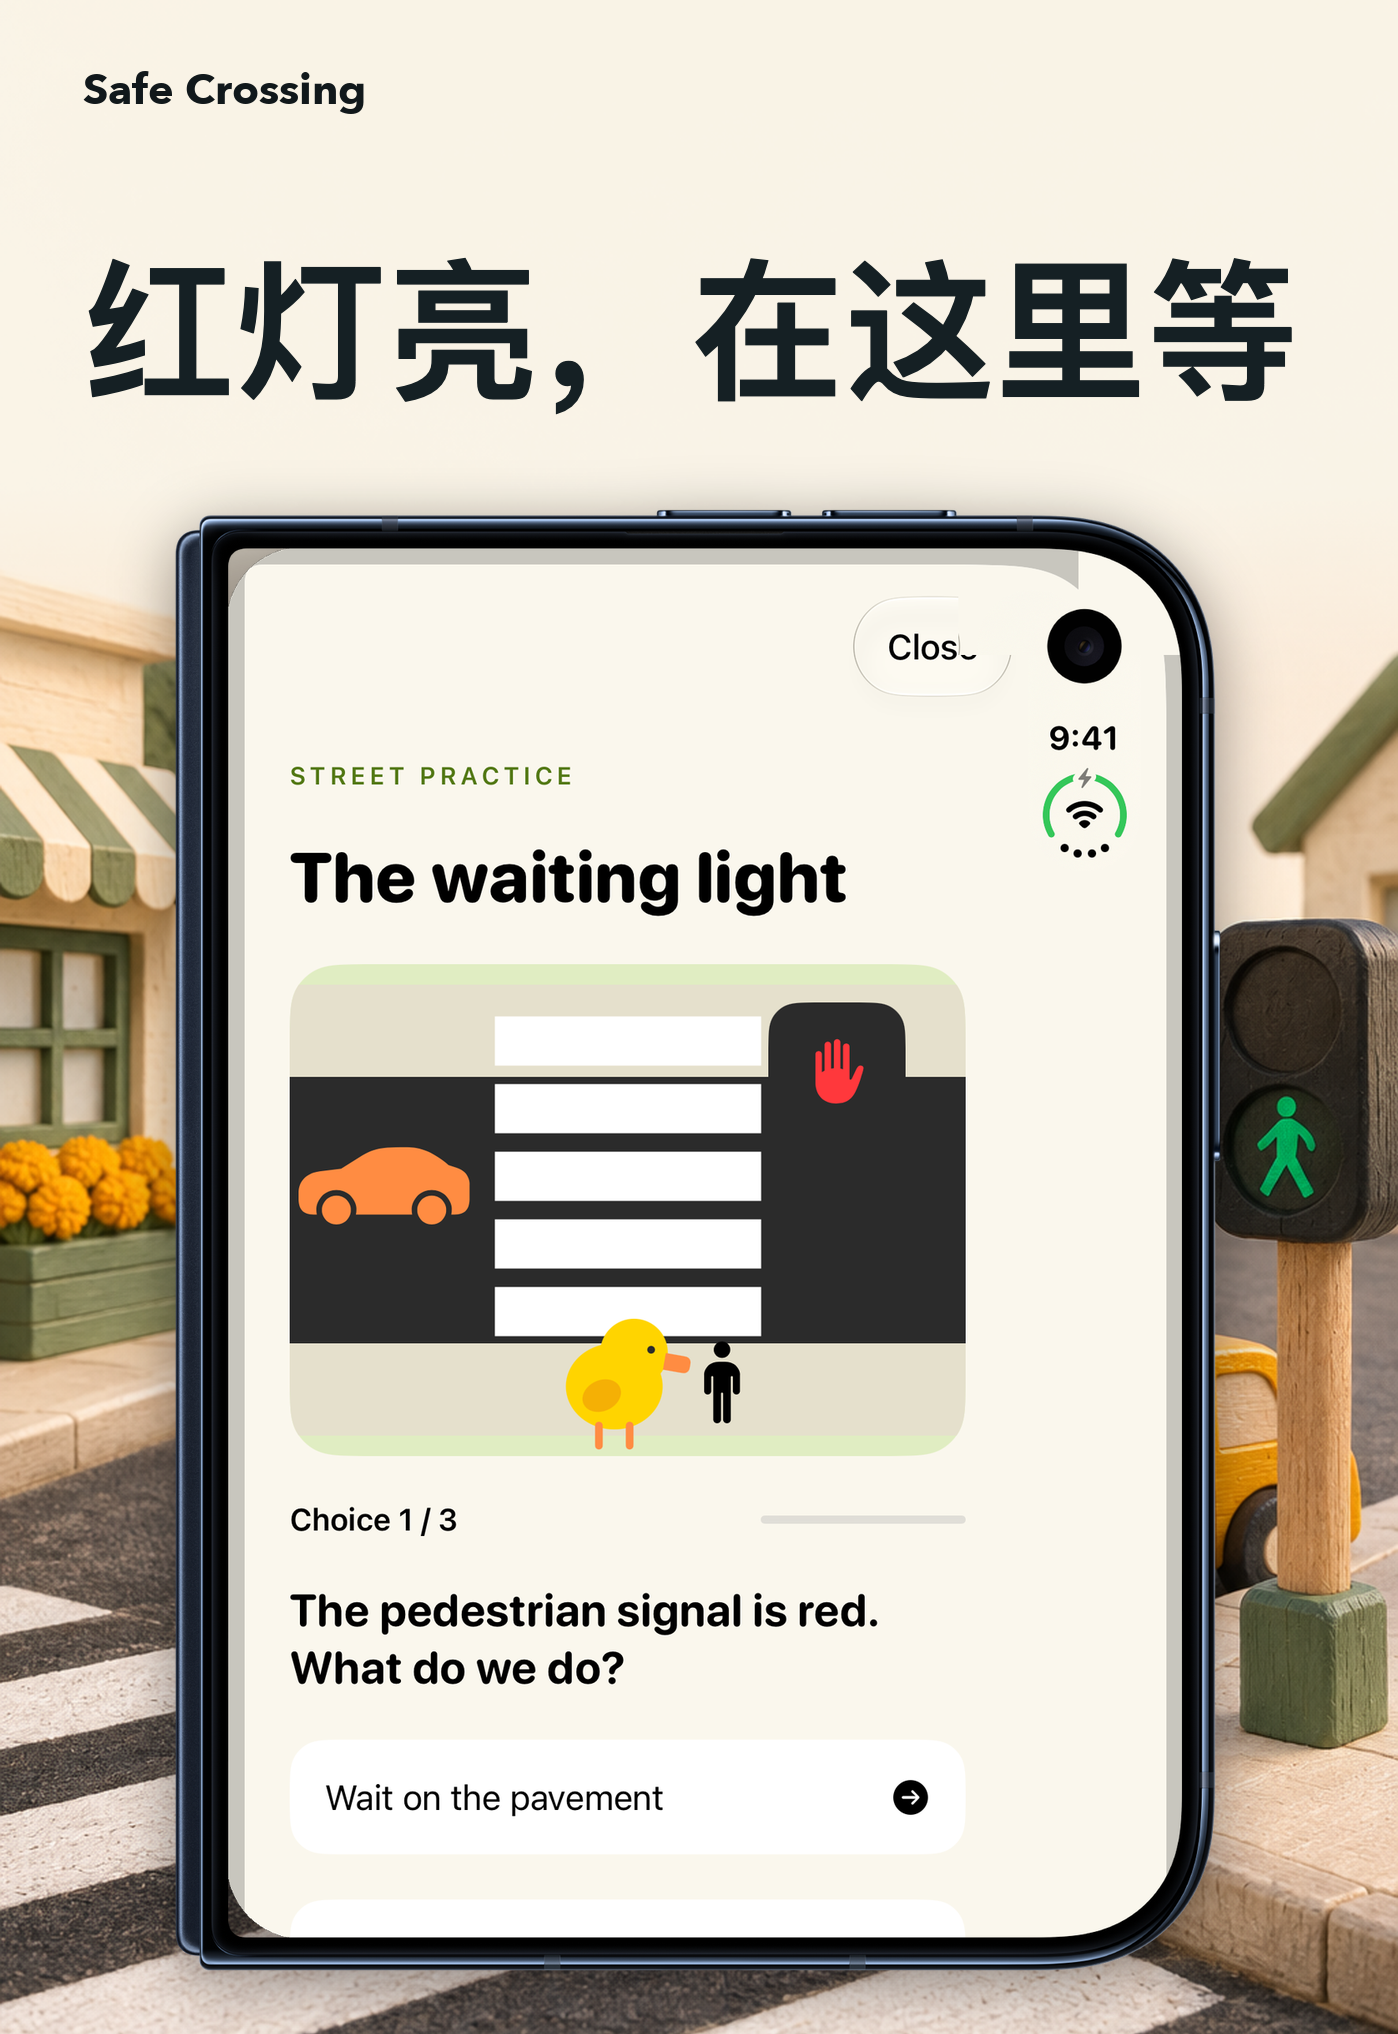 Safe Crossing
红灯亮，在这里等
9:41
STREET PRACTICE
The waiting light
Choice 1 / 3
The pedestrian signal is red.
What do we do?
Wait on the pavement